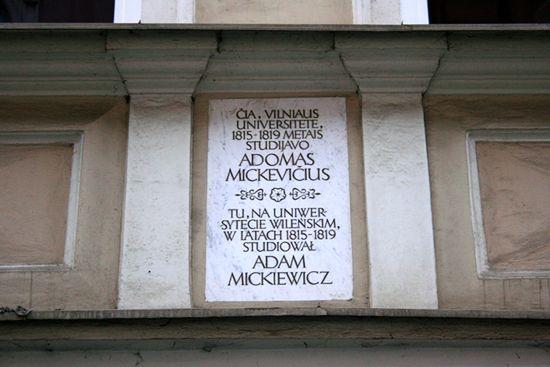 ČIA, VILNIAUS
UNIVERSITETE,
1815-1819 METAIS
STUDIJAVO
ADOMAS
MICKEVIČIUS
TU, NA UNIWER-
SYTECIE WILEŃSKIM,
W LATACH 1815-1819
STUDIOWAŁ
ADAM
MICKIEWICZ